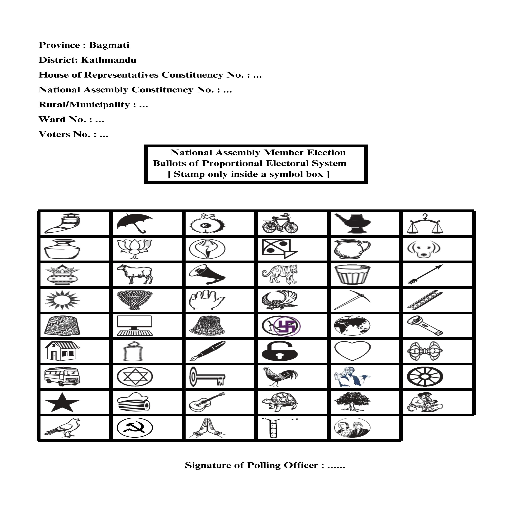 Province : Bagmati
District: Kathmandu
House of Representatives Constituency No. : ...
National Assembly Constituency No. : ...
Rural/Municipality : ...
Ward No. : ...
Voters No. : ...
National Assembly Member Election
Ballots of Proportional Electoral System
[ Stamp only inside a symbol box ]
Signature of Polling Officer : ......